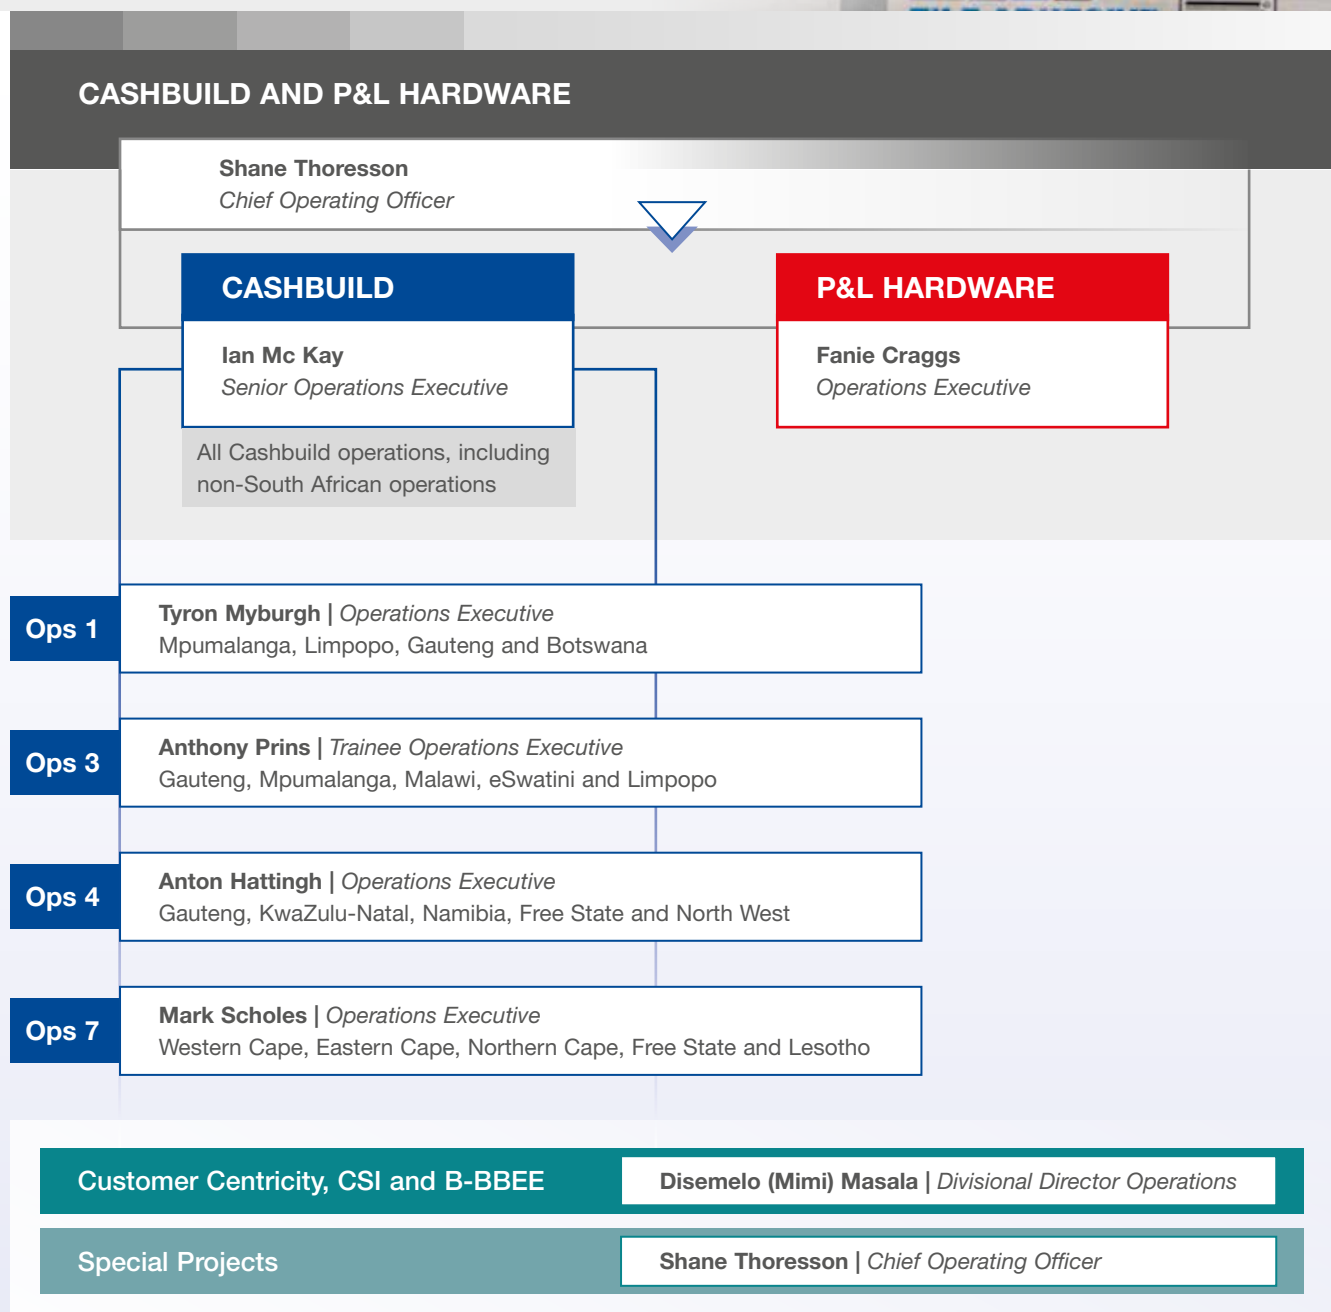 CASHBUILD AND P&L HARDWARE
Shane Thoresson
Chief Operating Officer
CASHBUILD
Ian Mc Kay
Senior Operations Executive
All Cashbuild operations, including
non-South African operations
P&L HARDWARE
Fanie Craggs
Operations Executive
Ops 1
Tyron Myburgh | Operations Executive
Mpumalanga, Limpopo, Gauteng and Botswana
Ops 3
Anthony Prins | Trainee Operations Executive
Gauteng, Mpumalanga, Malawi, eSwatini and Limpopo
Ops 4
Anton Hattingh | Operations Executive
Gauteng, KwaZulu-Natal, Namibia, Free State and North West
Ops 7
Mark Scholes | Operations Executive
Western Cape, Eastern Cape, Northern Cape, Free State and Lesotho
Customer Centricity, CSI and B-BBEE
Disemelo (Mimi) Masala | Divisional Director Operations
Special Projects
Shane Thoresson | Chief Operating Officer